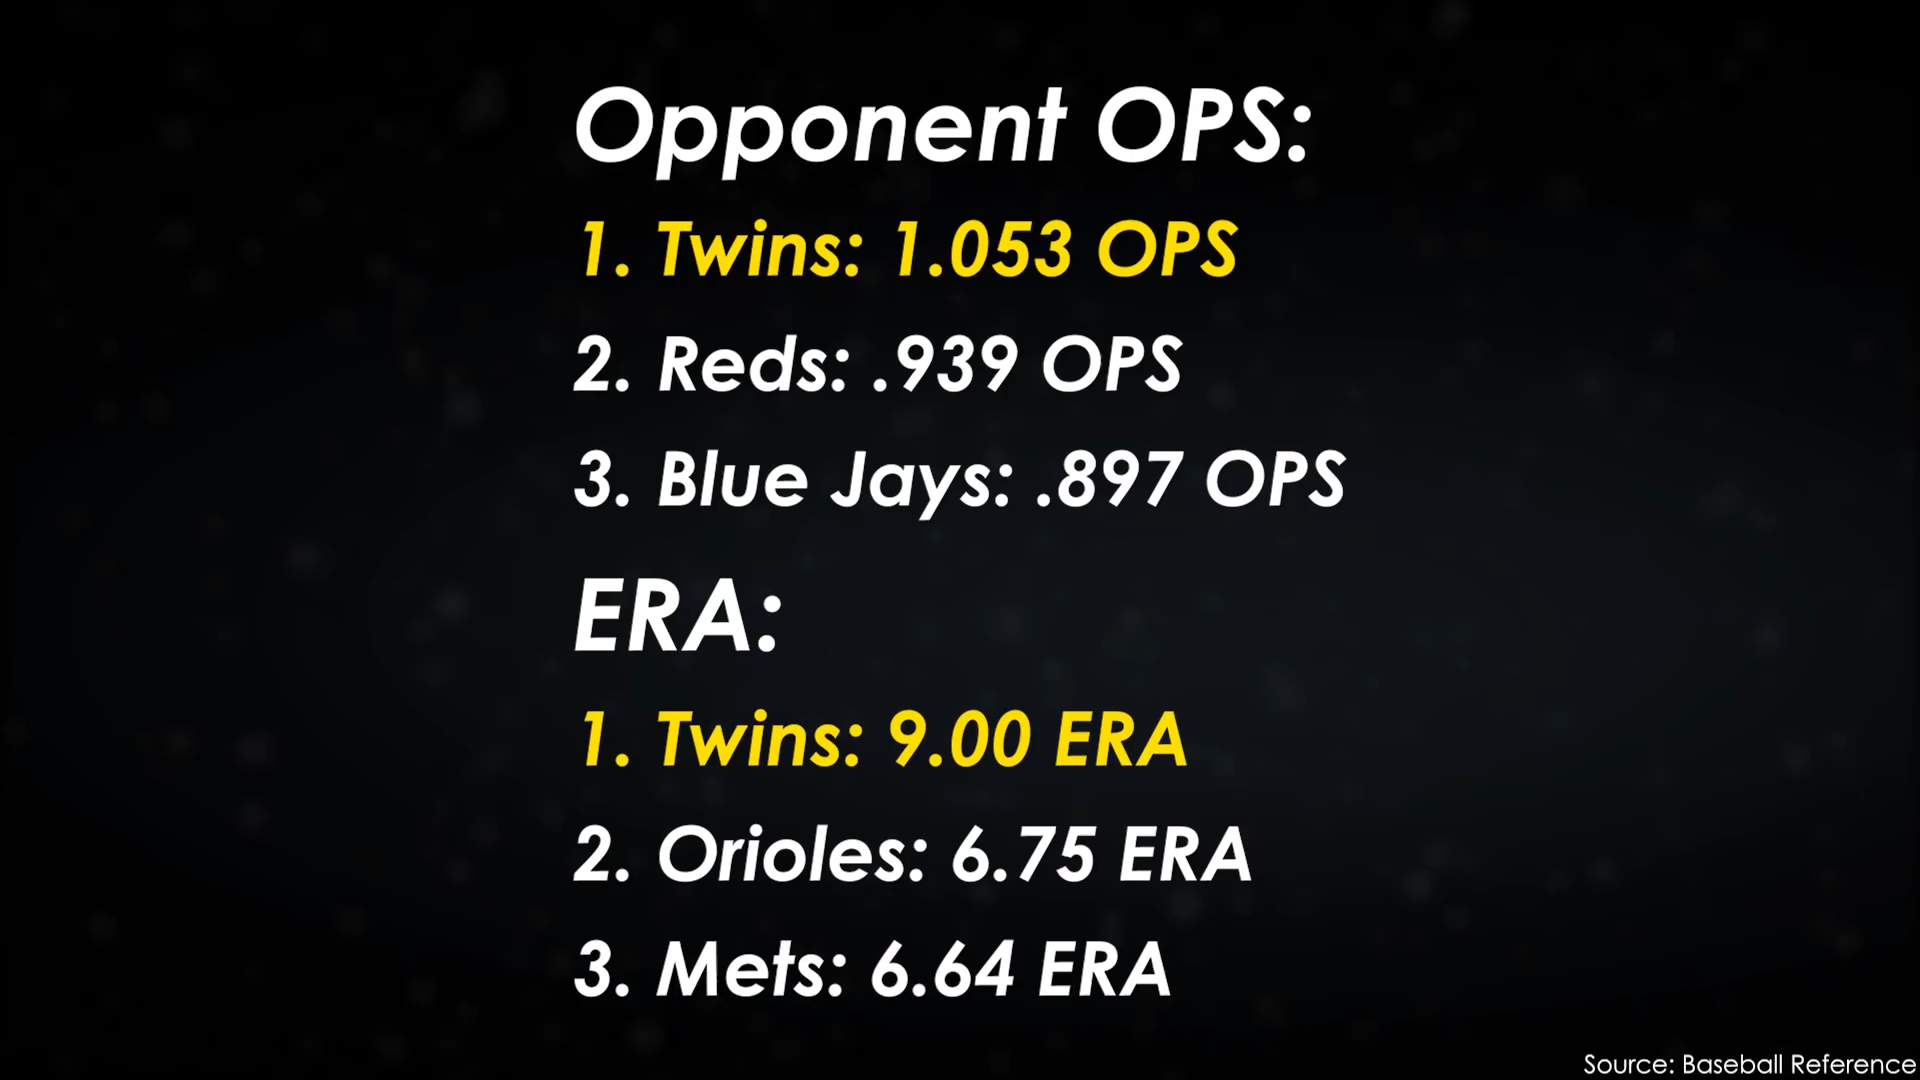 Opponent OPS:
1. Twins: 1.053 OPS
2. Reds: .939 OPS
3. Blue Jays: .897 OPS
ERA:
1. Twins: 9.00 ERA
2. Orioles: 6.75 ERA
3. Mets: 6.64 ERA
Source: Baseball Reference